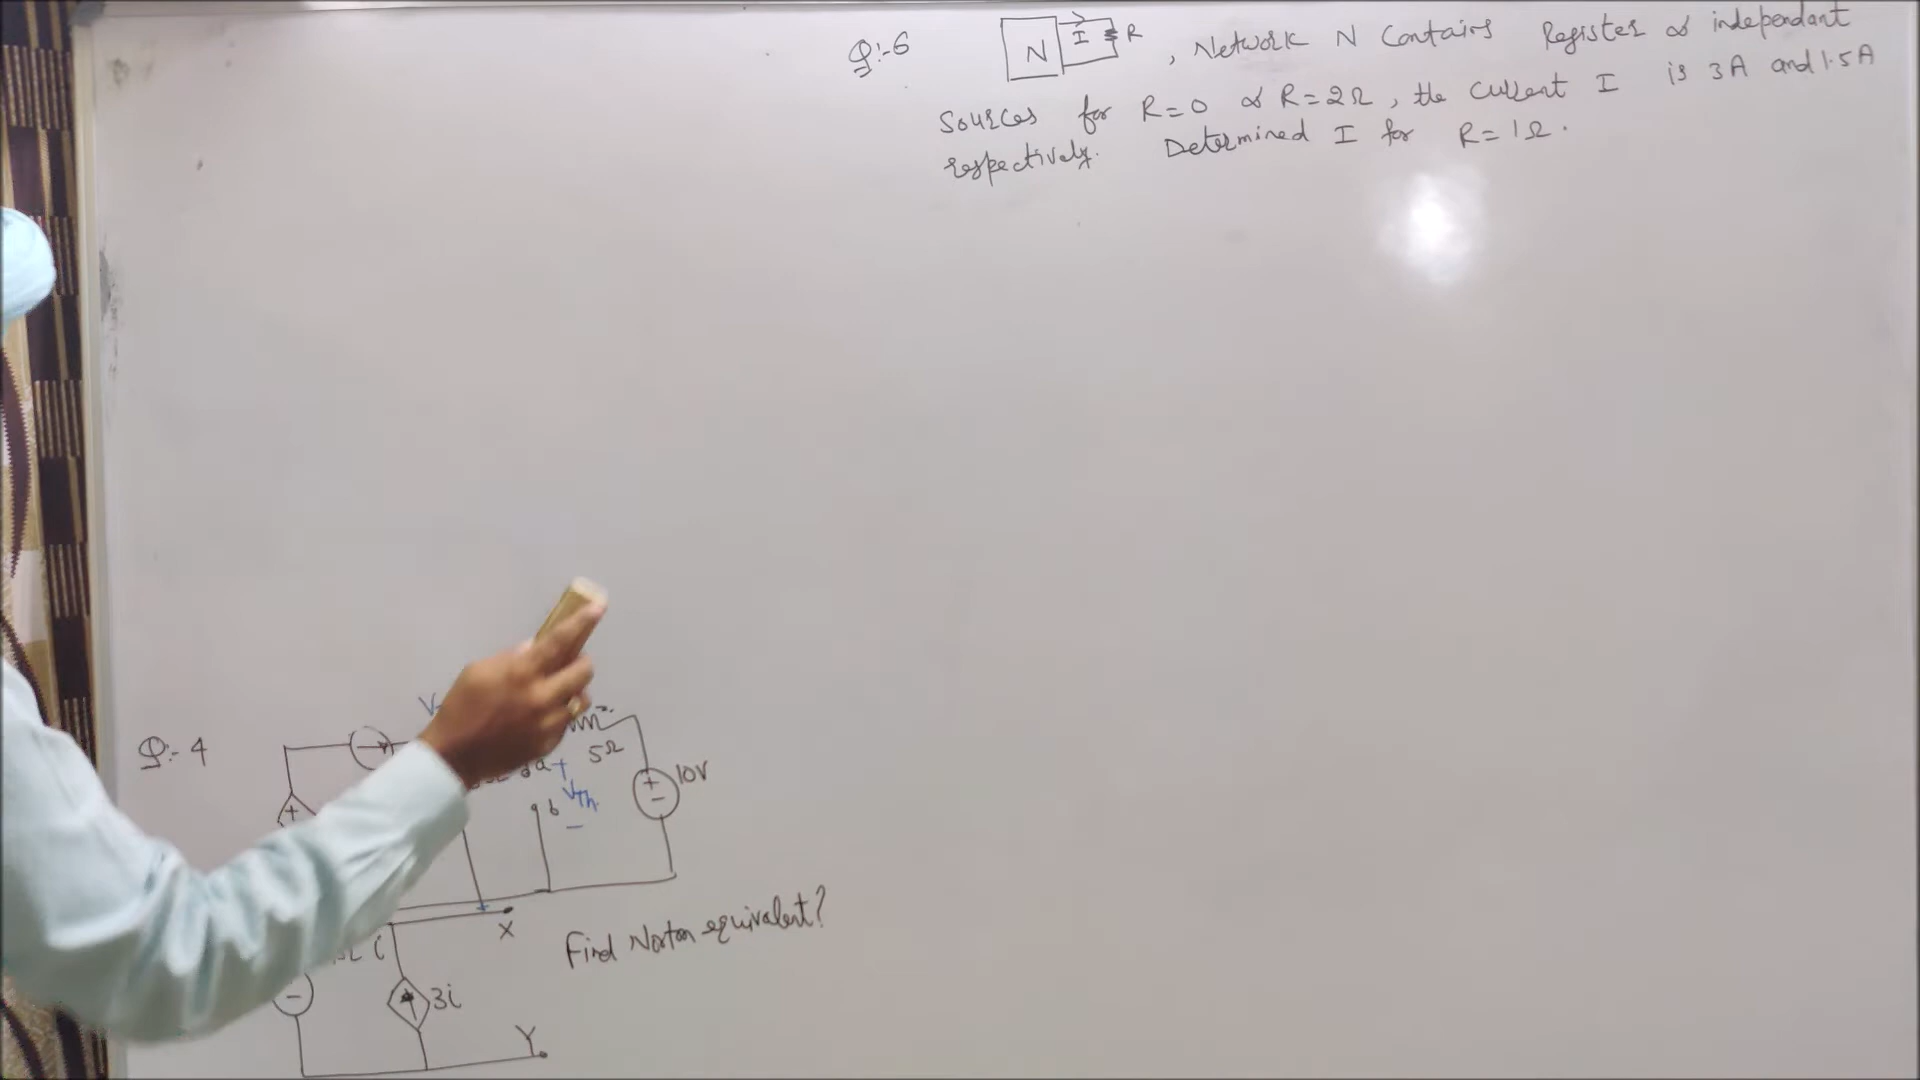 Q:-6 N I R , Network N Contains Register & independant
Sources for R=0 & R=2Ω, the current I is 3A and 1.5A
respectively. Determined I for R=1Ω.
Q:-4
5Ω
a +
10V
+
-
b VTh
-
+
X
Find Norton equivalent?
-
3i
Y